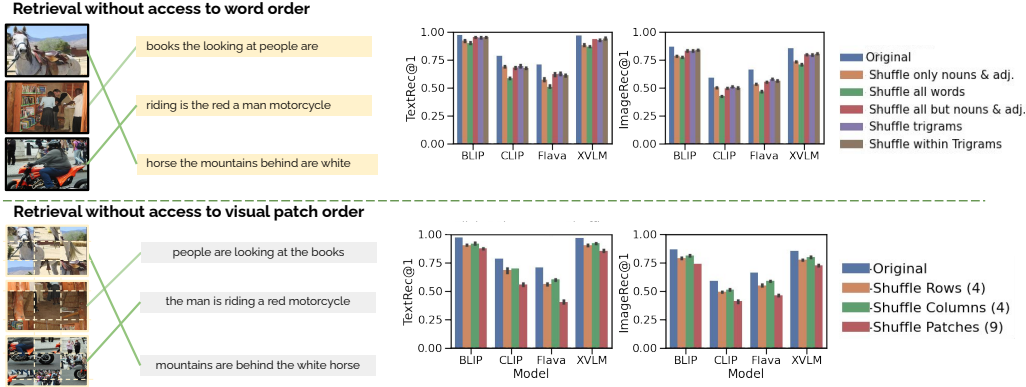 Retrieval without access to word order
books the looking at people are
riding is the red a man motorcycle
horse the mountains behind are white
TextRec@1
1.00
0.75
0.50
0.25
0.00
BLIP CLIP Flava XVLM
ImageRec@1
1.00
0.75
0.50
0.25
0.00
BLIP CLIP Flava XVLM
Original
Shuffle only nouns & adj.
Shuffle all words
Shuffle all but nouns & adj.
Shuffle trigrams
Shuffle within Trigrams
Retrieval without access to visual patch order
people are looking at the books
the man is riding a red motorcycle
mountains are behind the white horse
TextRec@1
1.00
0.75
0.50
0.25
0.00
BLIP CLIP Flava XVLM
Model
ImageRec@1
1.00
0.75
0.50
0.25
0.00
BLIP CLIP Flava XVLM
Model
Original
Shuffle Rows (4)
Shuffle Columns (4)
Shuffle Patches (9)